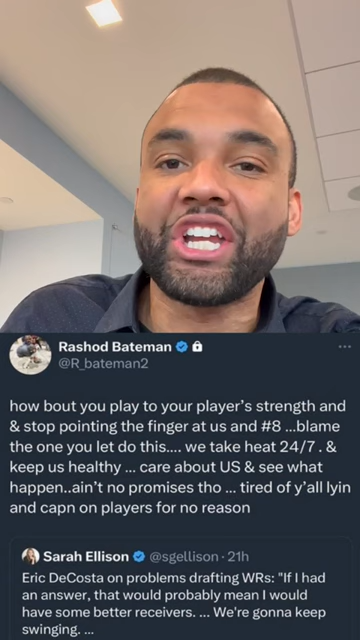 Rashod Bateman
@R_bateman2
how bout you play to your player's strength and
& stop pointing the finger at us and #8 ...blame
the one you let do this.... we take heat 24/7 . &
keep us healthy ... care about US & see what
happen..ain't no promises tho ... tired of y'all lyin
and capn on players for no reason
Sarah Ellison @sgellison · 21h
Eric DeCosta on problems drafting WRs: "If I had
an answer, that would probably mean I would
have some better receivers. ... We're gonna keep
swinging. ...